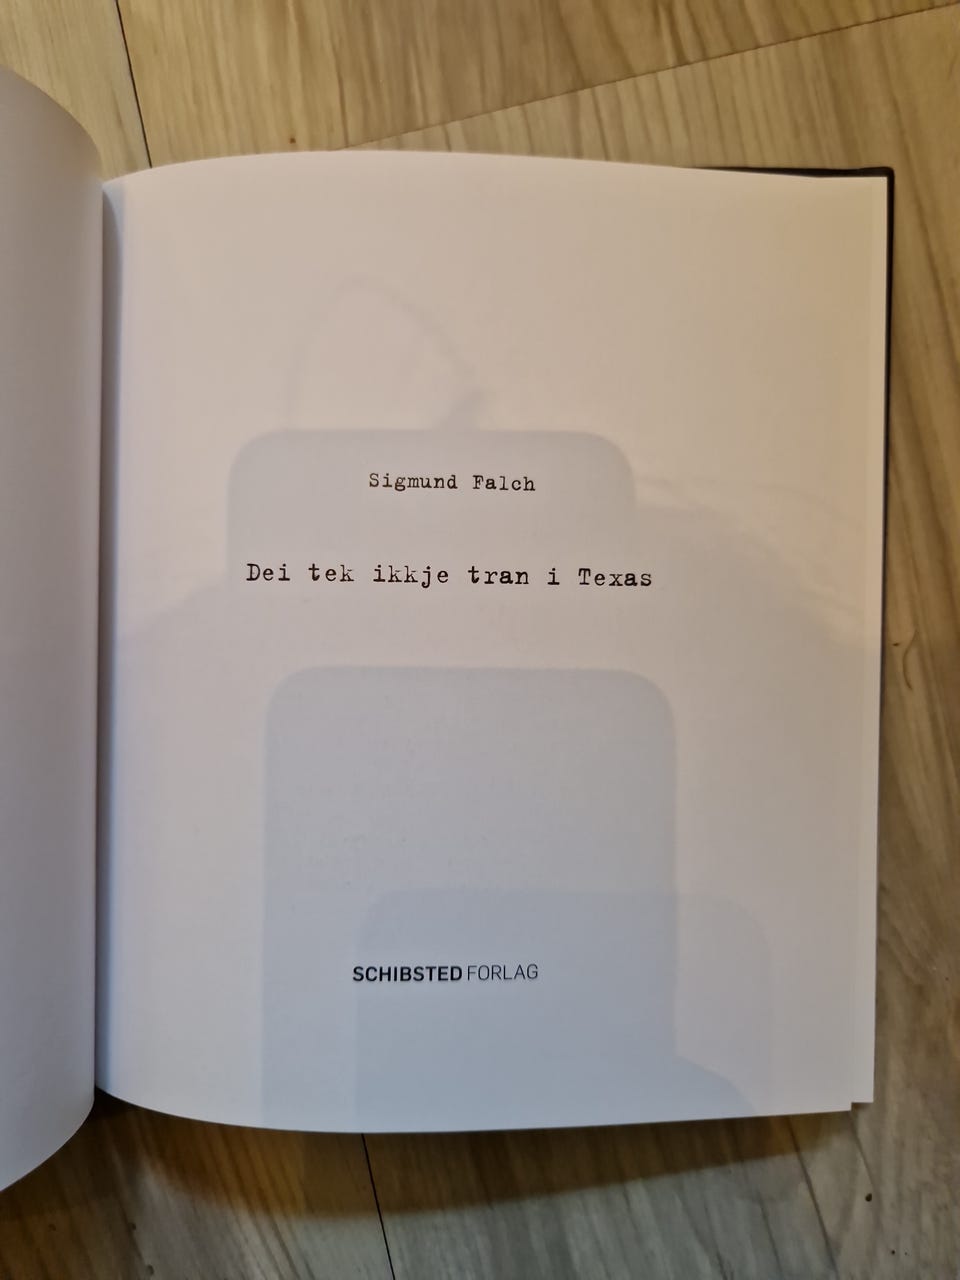 Sigmund Falch
Dei tek ikkje tran i Texas
SCHIBSTED FORLAG